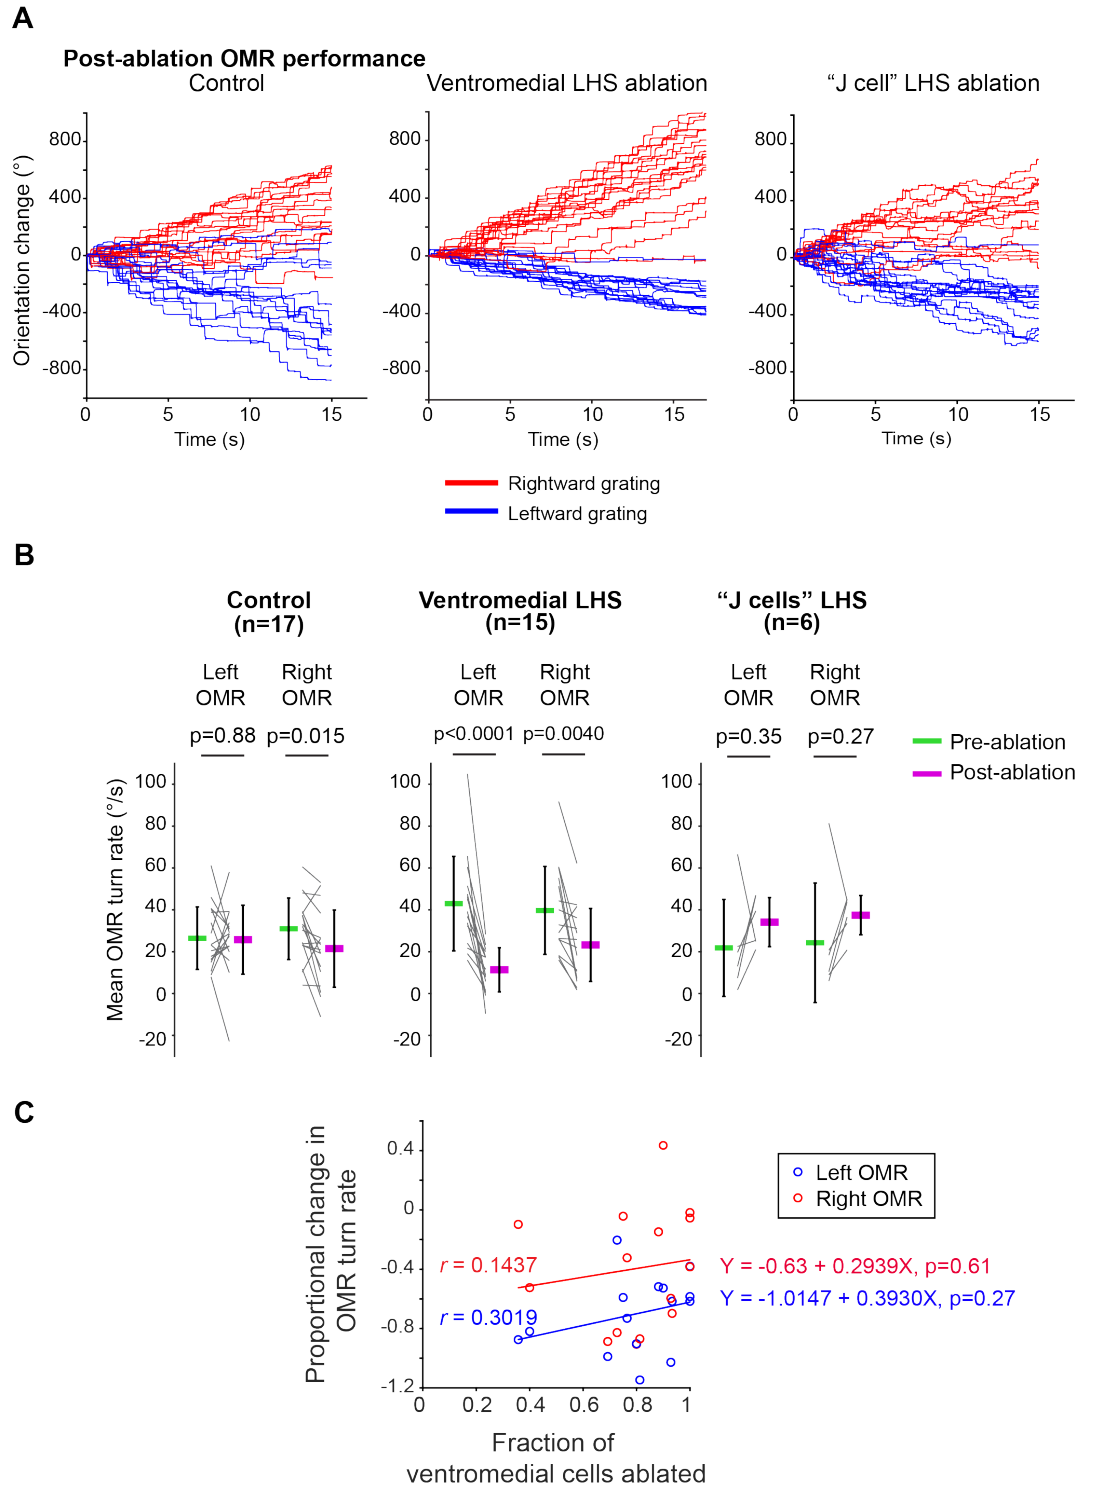 A
Post-ablation OMR performance
Control
Ventromedial LHS ablation
“J cell” LHS ablation
Orientation change (°)
800
400
0
-400
-800
0 5 10 15
Time (s)
800
400
0
-400
-800
0 5 10 15
Time (s)
800
400
0
-400
-800
0 5 10 15
Time (s)
Rightward grating
Leftward grating
B
Control
(n=17)
Ventromedial LHS
(n=15)
“J cells” LHS
(n=6)
Left
OMR
Right
OMR
Left
OMR
Right
OMR
Left
OMR
Right
OMR
p=0.88
p=0.015
p<0.0001
p=0.0040
p=0.35
p=0.27
Pre-ablation
Post-ablation
Mean OMR turn rate (°/s)
100
80
60
40
20
0
-20
100
80
60
40
20
0
-20
100
80
60
40
20
0
-20
C
Proportional change in
OMR turn rate
0.4
0
-0.4
-0.8
-1.2
0 0.2 0.4 0.6 0.8 1
Fraction of
ventromedial cells ablated
Left OMR
Right OMR
r = 0.1437
r = 0.3019
Y = -0.63 + 0.2939X, p=0.61
Y = -1.0147 + 0.3930X, p=0.27